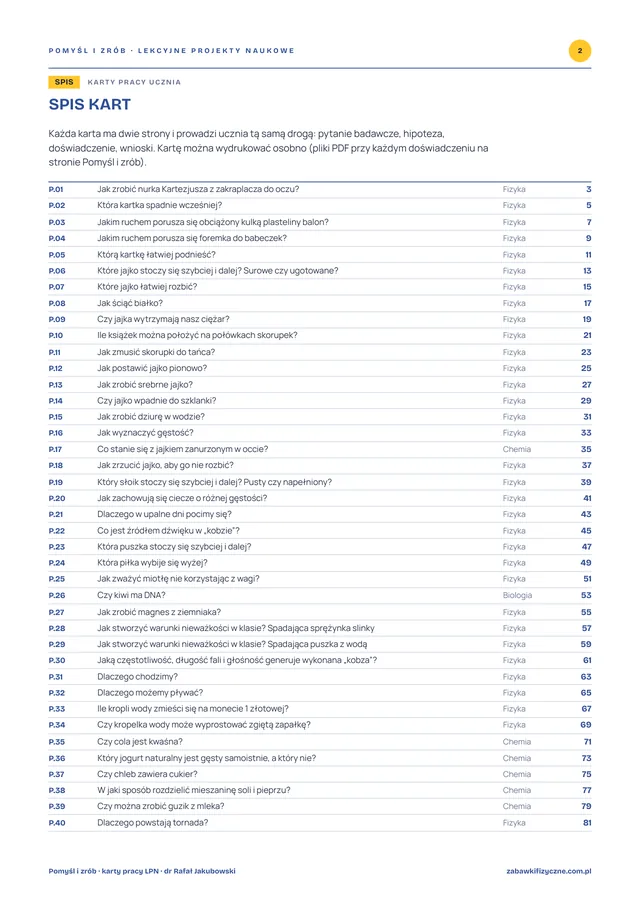 POMYŚL I ZRÓB · LEKCYJNE PROJEKTY NAUKOWE 2
SPIS KARTY PRACY UCZNIA
SPIS KART
Każda karta ma dwie strony i prowadzi ucznia tą samą drogą: pytanie badawcze, hipoteza,
doświadczenie, wnioski. Kartę można wydrukować osobno (pliki PDF przy każdym doświadczeniu na
stronie Pomyśl i zrób).
P.01 Jak zrobić nurka Kartezjusza z zakraplacza do oczu? Fizyka 3
P.02 Która kartka spadnie wcześniej? Fizyka 5
P.03 Jakim ruchem porusza się obciążony kulką plasteliny balon? Fizyka 7
P.04 Jakim ruchem porusza się foremka do babeczek? Fizyka 9
P.05 Którą kartkę łatwiej podnieść? Fizyka 11
P.06 Które jajko stoczy się szybciej i dalej? Surowe czy ugotowane? Fizyka 13
P.07 Które jajko łatwiej rozbić? Fizyka 15
P.08 Jak ściąć białko? Fizyka 17
P.09 Czy jajka wytrzymają nasz ciężar? Fizyka 19
P.10 Ile książek można położyć na połówkach skorupek? Fizyka 21
P.11 Jak zmusić skorupki do tańca? Fizyka 23
P.12 Jak postawić jajko pionowo? Fizyka 25
P.13 Jak zrobić srebrne jajko? Fizyka 27
P.14 Czy jajko wpadnie do szklanki? Fizyka 29
P.15 Jak zrobić dziurę w wodzie? Fizyka 31
P.16 Jak wyznaczyć gęstość? Fizyka 33
P.17 Co stanie się z jajkiem zanurzonym w occie? Chemia 35
P.18 Jak zrzucić jajko, aby go nie rozbić? Fizyka 37
P.19 Który słoik stoczy się szybciej i dalej? Pusty czy napełniony? Fizyka 39
P.20 Jak zachowują się ciecze o różnej gęstości? Fizyka 41
P.21 Dlaczego w upalne dni pocimy się? Fizyka 43
P.22 Co jest źródłem dźwięku w „kobzie”? Fizyka 45
P.23 Która puszka stoczy się szybciej i dalej? Fizyka 47
P.24 Która piłka wybije się wyżej? Fizyka 49
P.25 Jak zważyć miotłę nie korzystając z wagi? Fizyka 51
P.26 Czy kiwi ma DNA? Biologia 53
P.27 Jak zrobić magnes z ziemniaka? Fizyka 55
P.28 Jak stworzyć warunki nieważkości w klasie? Spadająca sprężynka slinky Fizyka 57
P.29 Jak stworzyć warunki nieważkości w klasie? Spadająca puszka z wodą Fizyka 59
P.30 Jaką częstotliwość, długość fali i głośność generuje wykonana „kobza”? Fizyka 61
P.31 Dlaczego chodzimy? Fizyka 63
P.32 Dlaczego możemy pływać? Fizyka 65
P.33 Ile kropli wody zmieści się na monecie 1 złotowej? Fizyka 67
P.34 Czy kropelka wody może wyprostować zgiętą zapałkę? Fizyka 69
P.35 Czy cola jest kwaśna? Chemia 71
P.36 Który jogurt naturalny jest gęsty samoistnie, a który nie? Chemia 73
P.37 Czy chleb zawiera cukier? Chemia 75
P.38 W jaki sposób rozdzielić mieszaninę soli i pieprzu? Chemia 77
P.39 Czy można zrobić guzik z mleka? Chemia 79
P.40 Dlaczego powstają tornada? Fizyka 81
Pomyśl i zrób · karty pracy LPN · dr Rafał Jakubowski zabawkifizyczne.com.pl